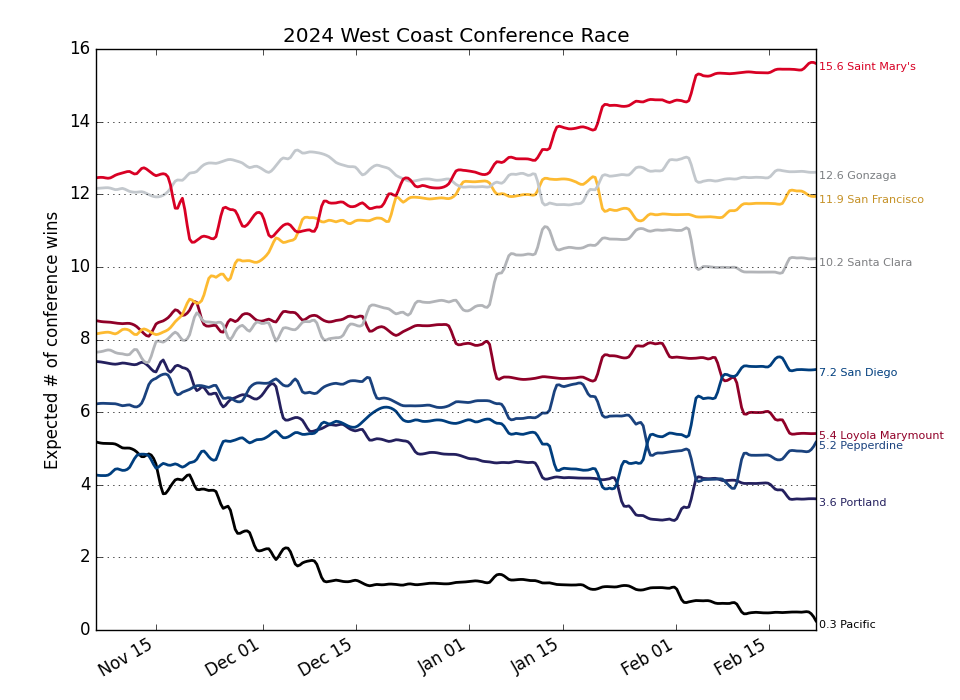 2024 West Coast Conference Race
Expected # of conference wins
16
14
12
10
8
6
4
2
0
Nov 15
Dec 01
Dec 15
Jan 01
Jan 15
Feb 01
Feb 15
15.6 Saint Mary's
12.6 Gonzaga
11.9 San Francisco
10.2 Santa Clara
7.2 San Diego
5.4 Loyola Marymount
5.2 Pepperdine
3.6 Portland
0.3 Pacific